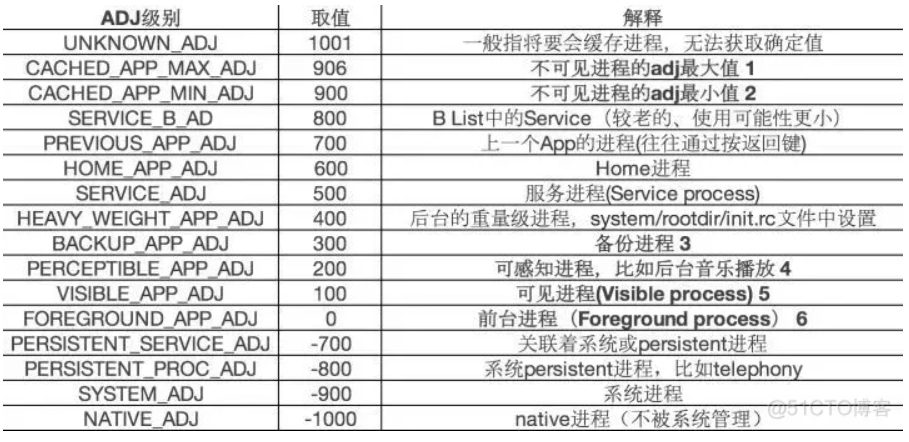 ADJ级别 取值 解释
UNKNOWN_ADJ 1001 一般指将要会缓存进程，无法获取确定值
CACHED_APP_MAX_ADJ 906 不可见进程的adj最大值 1
CACHED_APP_MIN_ADJ 900 不可见进程的adj最小值 2
SERVICE_B_AD 800 B List中的Service（较老的、使用可能性更小）
PREVIOUS_APP_ADJ 700 上一个App的进程(往往通过按返回键)
HOME_APP_ADJ 600 Home进程
SERVICE_ADJ 500 服务进程(Service process)
HEAVY_WEIGHT_APP_ADJ 400 后台的重量级进程，system/rootdir/init.rc文件中设置
BACKUP_APP_ADJ 300 备份进程 3
PERCEPTIBLE_APP_ADJ 200 可感知进程，比如后台音乐播放 4
VISIBLE_APP_ADJ 100 可见进程(Visible process) 5
FOREGROUND_APP_ADJ 0 前台进程（Foreground process） 6
PERSISTENT_SERVICE_ADJ -700 关联着系统或persistent进程
PERSISTENT_PROC_ADJ -800 系统persistent进程，比如telephony
SYSTEM_ADJ -900 系统进程
NATIVE_ADJ -1000 native进程（不被系统管理）
@51CTO博客